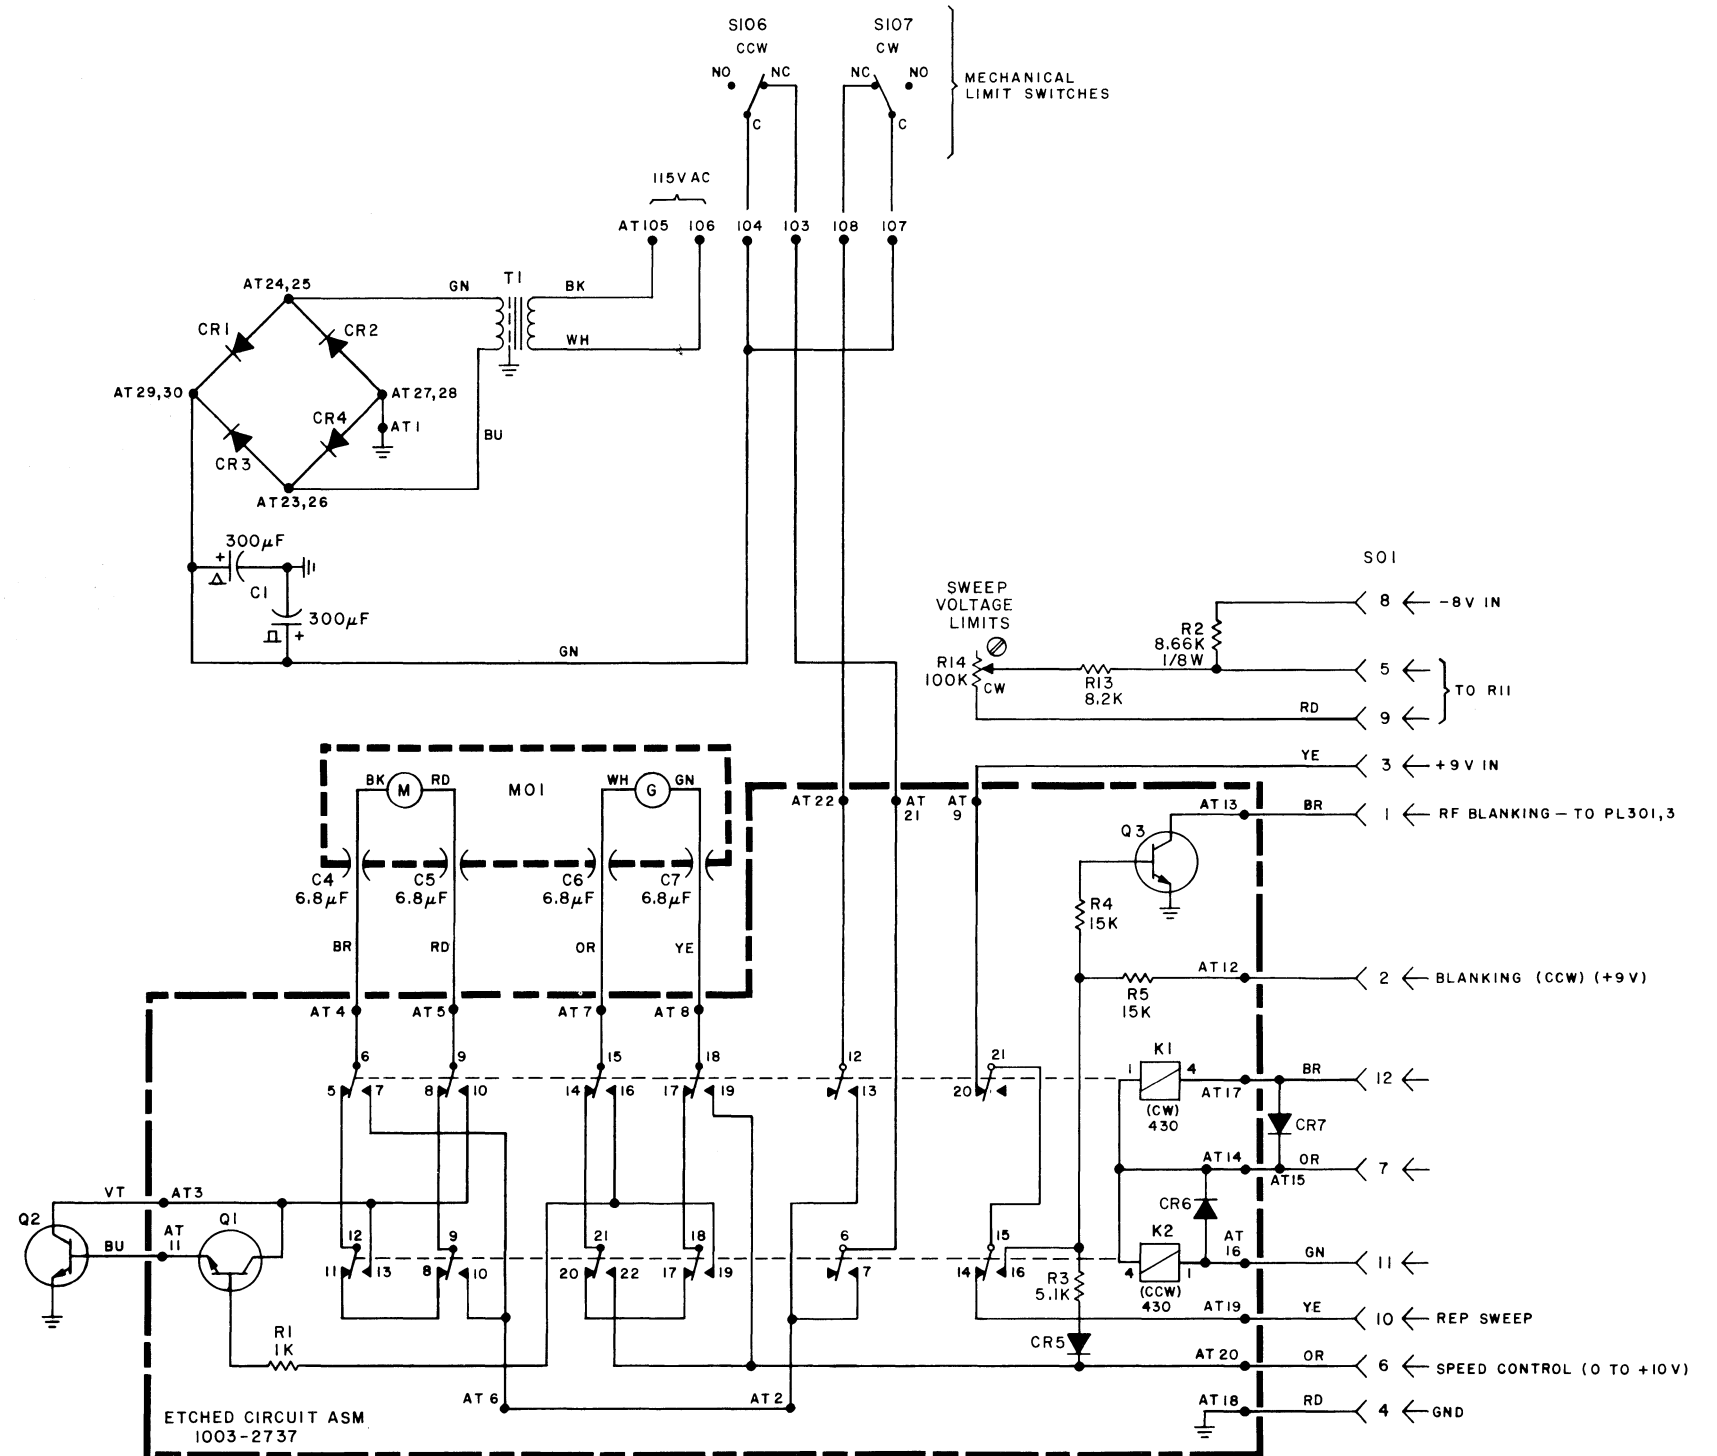 S106
CCW
S107
CW
NO
NC
NC
NO
C
C
MECHANICAL
LIMIT SWITCHES
115V AC
AT105
106
104
103
108
107
AT24,25
GN
T1
BK
CR1
CR2
WH
AT29,30
AT27,28
CR4
AT1
BU
CR3
AT23,26
300µF
+
C1
300µF
+
GN
SO1
SWEEP
VOLTAGE
LIMITS
8
-8V IN
R2
8.66K
1/8W
R14
100K
CW
R13
8.2K
5
TO R11
RD
9
YE
3
+9V IN
BK
M
RD
MO1
WH
G
GN
AT22
AT
21
AT
9
AT13
BR
1
RF BLANKING – TO PL301,3
Q3
C4
6.8µF
C5
6.8µF
C6
6.8µF
C7
6.8µF
R4
15K
BR
RD
OR
YE
AT12
2
BLANKING (CCW) (+9V)
R5
15K
AT4
AT5
AT7
AT8
6
9
15
18
12
21
K1
1
4
BR
12
5
7
8
10
14
16
17
19
13
20
AT17
(CW)
430
CR7
AT14
OR
7
AT15
VT
AT3
CR6
Q2
AT
11
Q1
BU
12
9
21
18
6
15
K2
AT
16
GN
11
11
13
8
10
20
22
17
19
7
14
16
4
1
(CCW)
430
R3
5.1K
AT19
YE
10
REP SWEEP
R1
1K
CR5
AT20
OR
6
SPEED CONTROL (0 TO +10V)
AT6
AT2
AT18
RD
4
GND
ETCHED CIRCUIT ASM
1003-2737